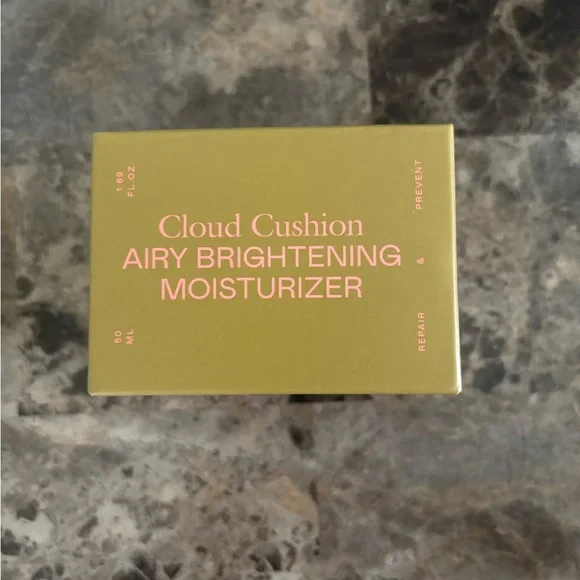 1 69
FL.OZ
Cloud Cushion
AIRY BRIGHTENING
MOISTURIZER
50
ML
REPAIR & PREVENT